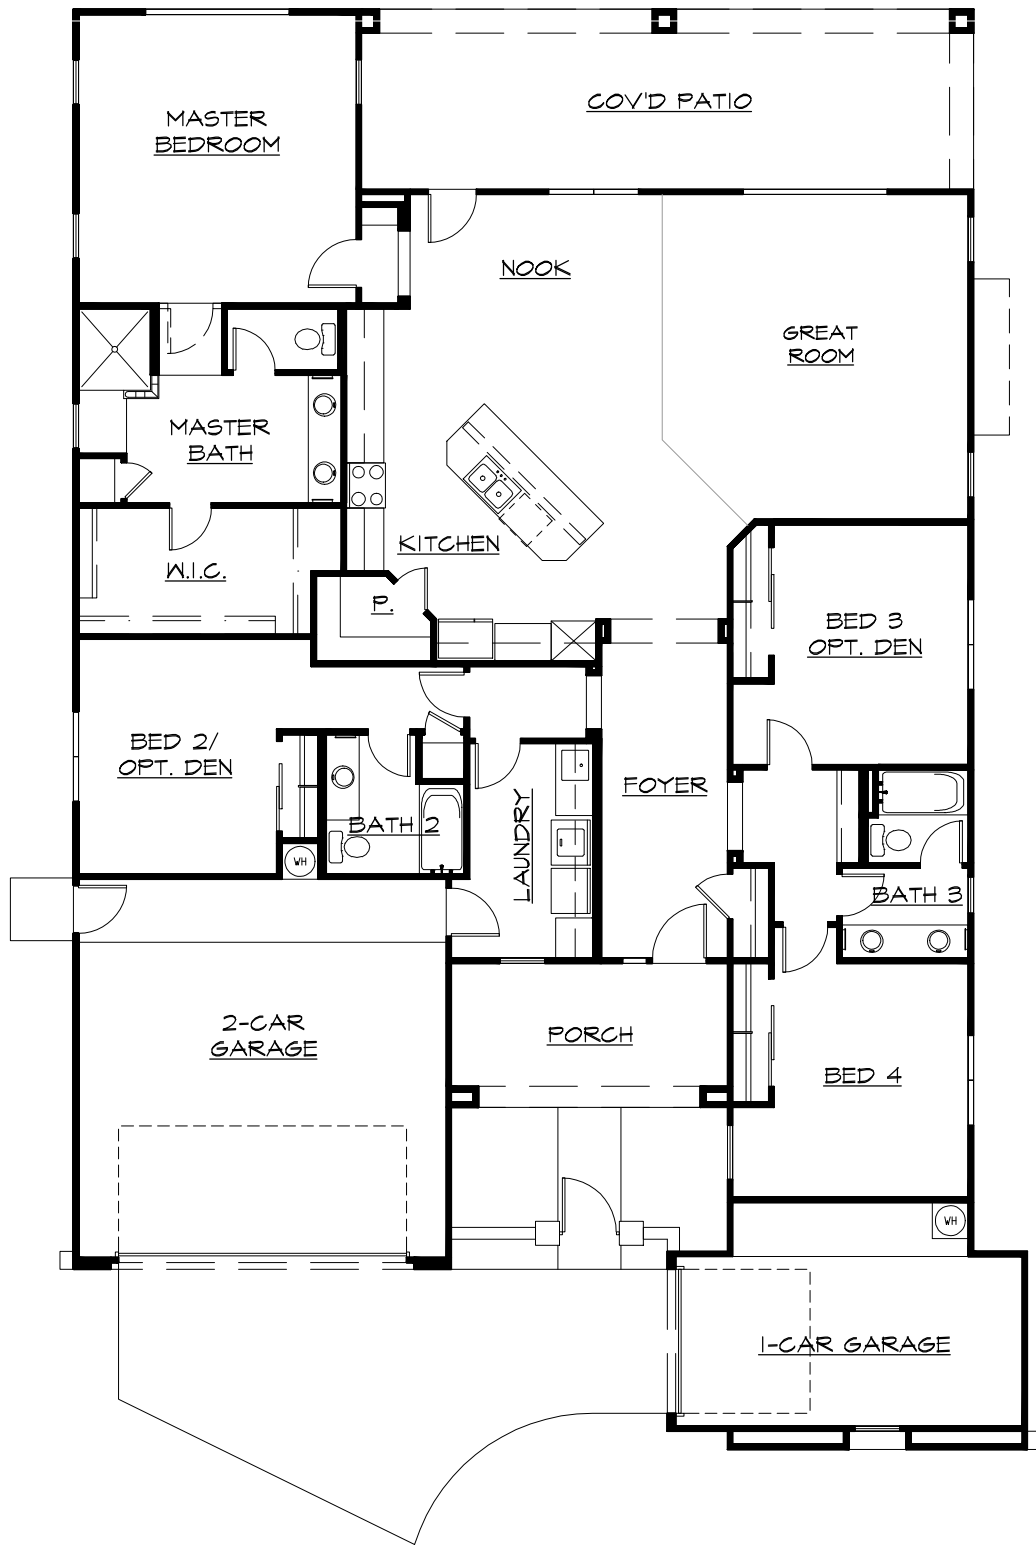 COV'D PATIO
MASTER
BEDROOM
NOOK
GREAT
ROOM
MASTER
BATH
KITCHEN
W.I.C.
P.
BED 3
OPT. DEN
BED 2/
OPT. DEN
FOYER
LAUNDRY
BATH 2
WH
BATH 3
2-CAR
GARAGE
PORCH
BED 4
WH
1-CAR GARAGE